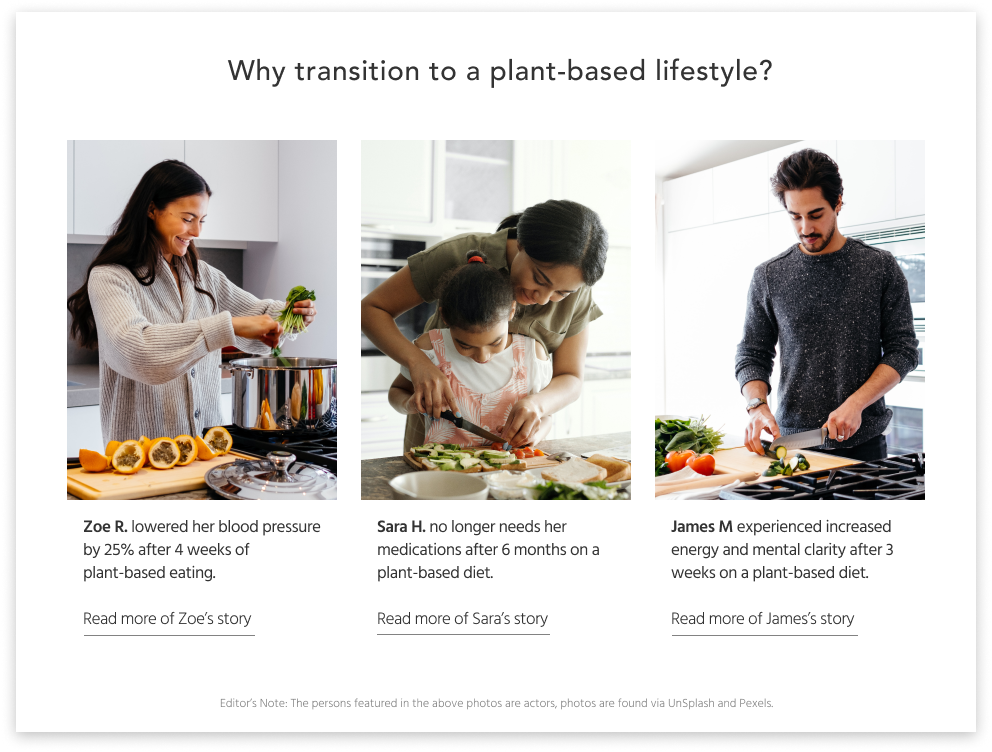 Why transition to a plant-based lifestyle?
Zoe R. lowered her blood pressure
by 25% after 4 weeks of
plant-based eating.
Read more of Zoe's story
Sara H. no longer needs her
medications after 6 months on a
plant-based diet.
Read more of Sara's story
James M experienced increased
energy and mental clarity after 3
weeks on a plant-based diet.
Read more of James's story
Editor's Note: The persons featured in the above photos are actors, photos are found via UnSplash and Pexels.